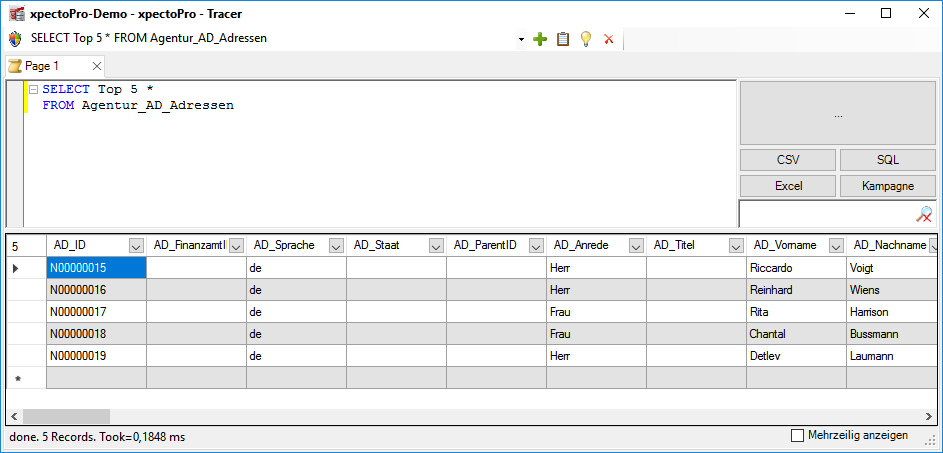 xpectoPro-Demo - xpectoPro - Tracer
SELECT Top 5 * FROM Agentur_AD_Adressen
Page 1
SELECT Top 5 *
FROM Agentur_AD_Adressen
...
CSV SQL
Excel Kampagne
5 AD_ID AD_FinanzamtI AD_Sprache AD_Staat AD_ParentID AD_Anrede AD_Titel AD_Vorname AD_Nachname
N00000015 de Herr Riccardo Voigt
N00000016 de Herr Reinhard Wiens
N00000017 de Frau Rita Harrison
N00000018 de Frau Chantal Bussmann
N00000019 de Herr Detlev Laumann
*
done. 5 Records. Took=0,1848 ms
Mehrzeilig anzeigen